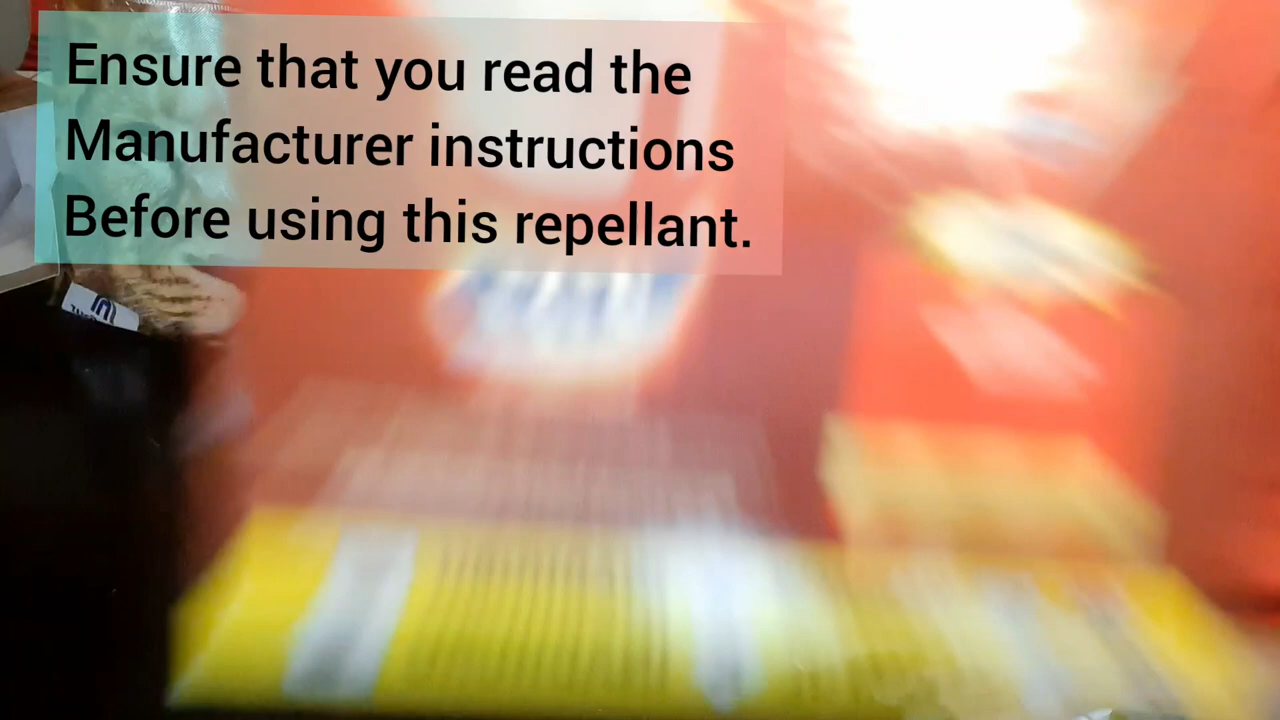 Ensure that you read the
Manufacturer instructions
Before using this repellant.